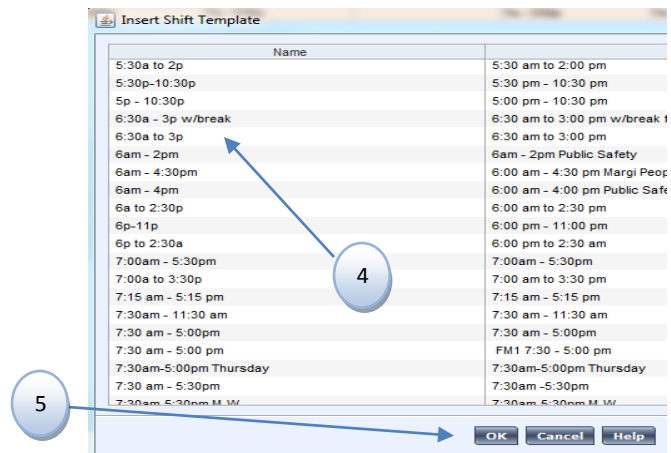 Insert Shift Template
Name
5:30a to 2p 5:30 am to 2:00 pm
5:30p-10:30p 5:30 pm - 10:30 pm
5p - 10:30p 5:00 pm - 10:30 pm
6:30a - 3p w/break 6:30 am to 3:00 pm w/break f
6:30a to 3p 6:30 am to 3:00 pm
6am - 2pm 6am - 2pm Public Safety
6am - 4:30pm 6:00 am - 4:30 pm Margi Peop
6am - 4pm 6:00 am - 4:00 pm Public Safe
6a to 2:30p 6:00 am to 2:30 pm
6p-11p 6:00 pm - 11:00 pm
6p to 2:30a 6:00 pm to 2:30 am
7:00am - 5:30pm 7:00am - 5:30pm
7:00a to 3:30p 7:00 am to 3:30 pm
4
7:15 am - 5:15 pm 7:15 am - 5:15 pm
7:30am - 11:30 am 7:30 am - 11:30 am
7:30 am - 5:00pm 7:30 am - 5:00pm
7:30 am - 5:00 pm FM1 7:30 - 5:00 pm
7:30am-5:00pm Thursday 7:30am-5:00pm Thursday
7:30 am - 5:30pm 7:30am -5:30pm
7:30am-5:30pm M-W 7:30am-5:30pm M-W
5
OK Cancel Help